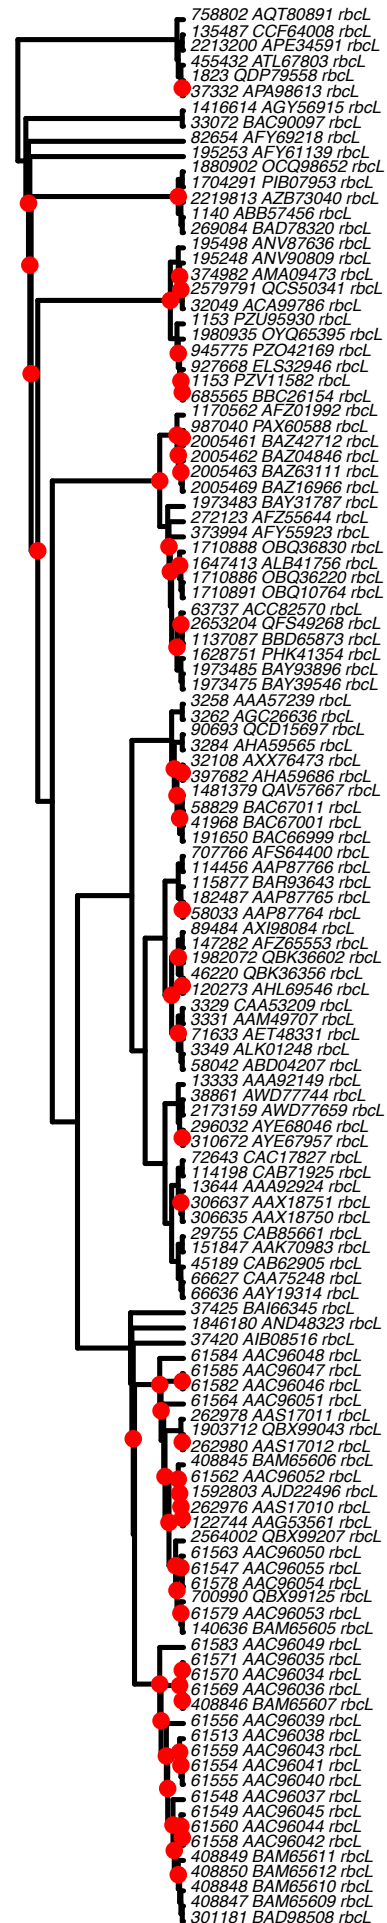 758802 AQT80891 rbcL
135487 CCF64008 rbcL
2213200 APE34591 rbcL
455432 ATL67803 rbcL
1823 QDP79558 rbcL
37332 APA98613 rbcL
1416614 AGY56915 rbcL
33072 BAC90097 rbcL
82654 AFY69218 rbcL
195253 AFY61139 rbcL
1880902 OCQ98652 rbcL
1704291 PIB07953 rbcL
2219813 AZB73040 rbcL
1140 ABB57456 rbcL
269084 BAD78320 rbcL
195498 ANV87636 rbcL
195248 ANV90809 rbcL
374982 AMA09473 rbcL
2579791 QCS50341 rbcL
32049 ACA99786 rbcL
1153 PZU95930 rbcL
1980935 OYQ65395 rbcL
945775 PZO42169 rbcL
927668 ELS32946 rbcL
1153 PZV11582 rbcL
685565 BBC26154 rbcL
1170562 AFZ01992 rbcL
987040 PAX60588 rbcL
2005461 BAZ42712 rbcL
2005462 BAZ04846 rbcL
2005463 BAZ63111 rbcL
2005469 BAZ16966 rbcL
1973483 BAY31787 rbcL
272123 AFZ55644 rbcL
373994 AFY55923 rbcL
1710888 OBQ36830 rbcL
1647413 ALB41756 rbcL
1710886 OBQ36220 rbcL
1710891 OBQ10764 rbcL
63737 ACC82570 rbcL
2653204 QFS49268 rbcL
1137087 BBD65873 rbcL
1628751 PHK41354 rbcL
1973485 BAY93896 rbcL
1973475 BAY39546 rbcL
3258 AAA57239 rbcL
3262 AGC26636 rbcL
90693 QCD15697 rbcL
3284 AHA59565 rbcL
32108 AXX76473 rbcL
397682 AHA59686 rbcL
1481379 QAV57667 rbcL
58829 BAC67011 rbcL
41968 BAC67001 rbcL
191650 BAC66999 rbcL
707766 AFS64400 rbcL
114456 AAP87766 rbcL
115877 BAR93643 rbcL
182487 AAP87765 rbcL
58033 AAP87764 rbcL
89484 AXI98084 rbcL
147282 AFZ65553 rbcL
1982072 QBK36602 rbcL
46220 QBK36356 rbcL
120273 AHL69546 rbcL
3329 CAA53209 rbcL
3331 AAM49707 rbcL
71633 AET48331 rbcL
3349 ALK01248 rbcL
58042 ABD04207 rbcL
13333 AAA92149 rbcL
38861 AWD77744 rbcL
2173159 AWD77659 rbcL
296032 AYE68046 rbcL
310672 AYE67957 rbcL
72643 CAC17827 rbcL
114198 CAB71925 rbcL
13644 AAA92924 rbcL
306637 AAX18751 rbcL
306635 AAX18750 rbcL
29755 CAB85661 rbcL
151847 AAK70983 rbcL
45189 CAB62905 rbcL
66627 CAA75248 rbcL
66636 AAY19314 rbcL
37425 BAI66345 rbcL
1846180 AND48323 rbcL
37420 AIB08516 rbcL
61584 AAC96048 rbcL
61585 AAC96047 rbcL
61582 AAC96046 rbcL
61564 AAC96051 rbcL
262978 AAS17011 rbcL
1903712 QBX99043 rbcL
262980 AAS17012 rbcL
408845 BAM65606 rbcL
61562 AAC96052 rbcL
1592803 AJD22496 rbcL
262976 AAS17010 rbcL
122744 AAG53561 rbcL
2564002 QBX99207 rbcL
61563 AAC96050 rbcL
61547 AAC96055 rbcL
61578 AAC96054 rbcL
700990 QBX99125 rbcL
61579 AAC96053 rbcL
140636 BAM65605 rbcL
61583 AAC96049 rbcL
61571 AAC96035 rbcL
61570 AAC96034 rbcL
61569 AAC96036 rbcL
408846 BAM65607 rbcL
61556 AAC96039 rbcL
61513 AAC96038 rbcL
61559 AAC96043 rbcL
61554 AAC96041 rbcL
61555 AAC96040 rbcL
61548 AAC96037 rbcL
61549 AAC96045 rbcL
61560 AAC96044 rbcL
61558 AAC96042 rbcL
408849 BAM65611 rbcL
408850 BAM65612 rbcL
408848 BAM65610 rbcL
408847 BAM65609 rbcL
301181 BAD98508 rbcL